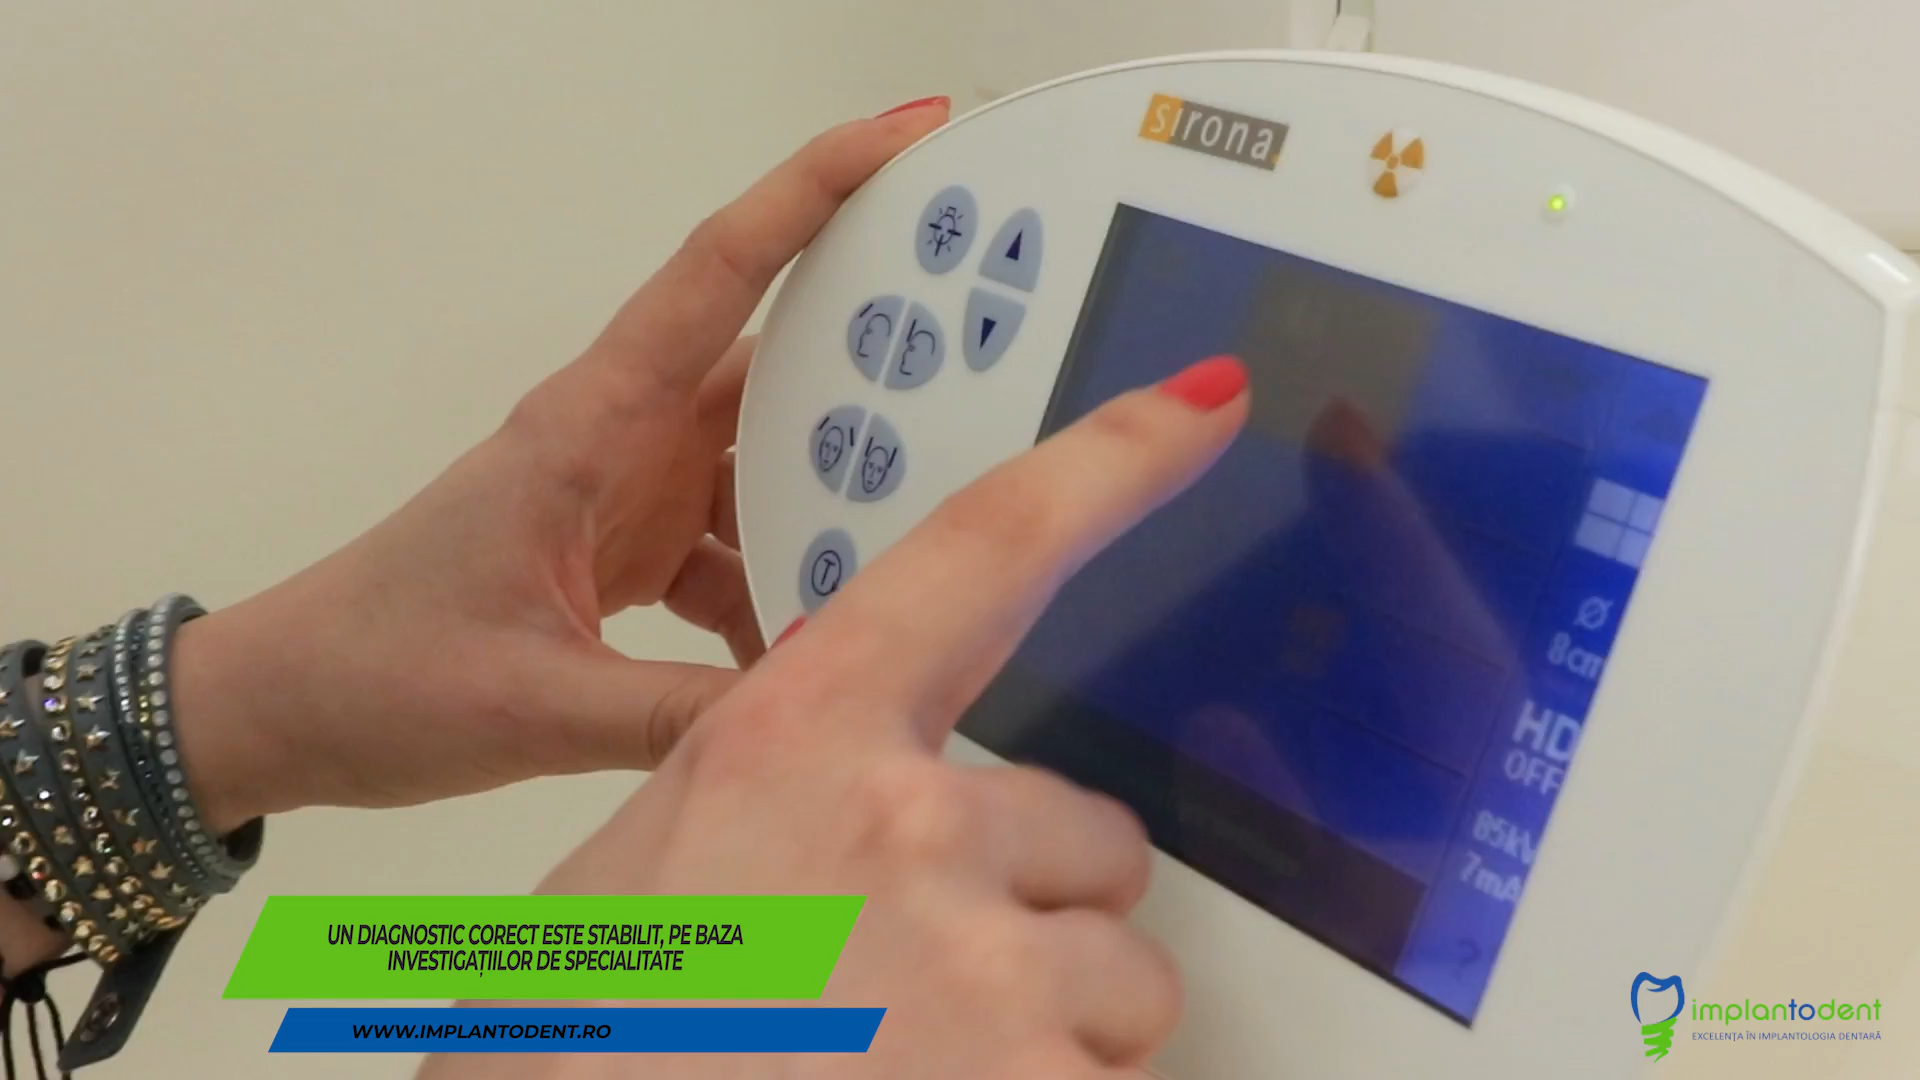 sirona.
T
Ø
8cm
HD
OFF
85kV
7mA
?
UN DIAGNOSTIC CORECT ESTE STABILIT, PE BAZA
INVESTIGAȚIILOR DE SPECIALITATE
WWW.IMPLANTODENT.RO
implantodent
EXCELENȚA ÎN IMPLANTOLOGIA DENTARĂ